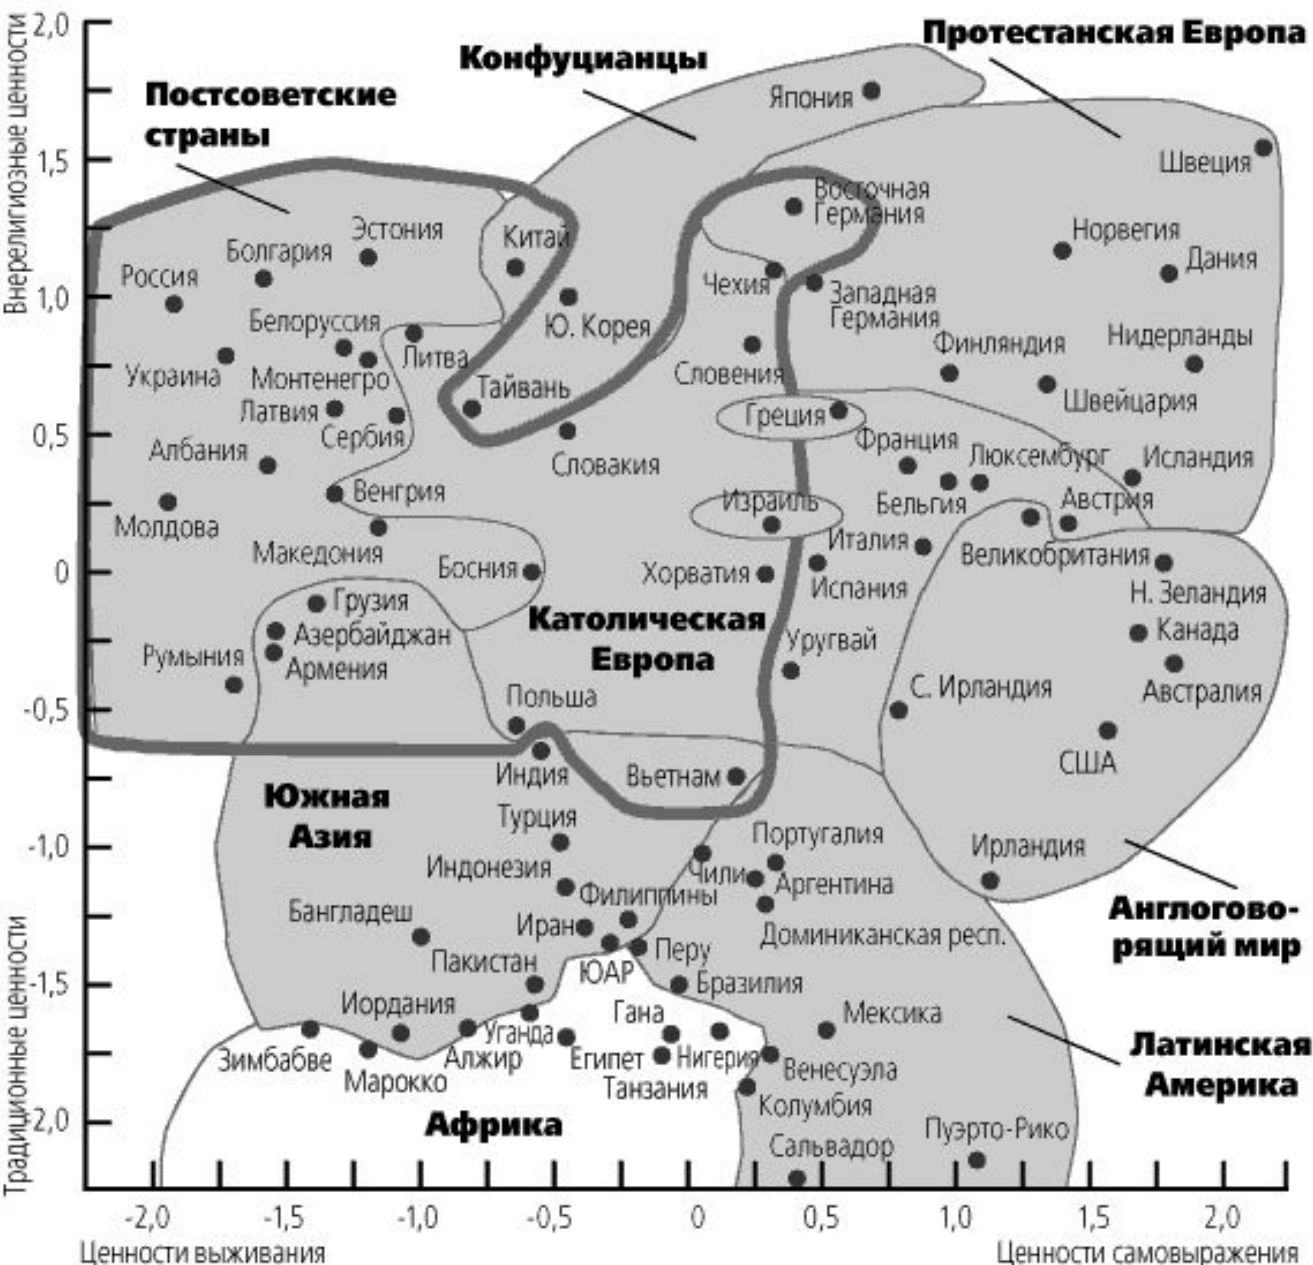 Протестанская Европа
Конфуцианцы
Постсоветские
страны
Внерелигиозные ценности
Традиционные ценности
2,0
1,5
1,0
0,5
0
-0,5
-1,0
-1,5
-2,0
Япония
Швеция
Восточная
Германия
Норвегия
Дания
Эстония
Китай
Болгария
Россия
Чехия
Западная
Германия
Белоруссия
Ю. Корея
Литва
Финляндия
Нидерланды
Украина
Монтенегро
Словения
Тайвань
Швейцария
Латвия
Сербия
Греция
Албания
Словакия
Франция
Люксембург
Исландия
Венгрия
Израиль
Бельгия
Австрия
Молдова
Македония
Италия
Великобритания
Босния
Хорватия
Испания
Н. Зеландия
Грузия
Католическая
Европа
Азербайджан
Уругвай
Канада
Румыния
Армения
С. Ирландия
Австралия
Польша
Индия
Вьетнам
США
Южная
Азия
Турция
Португалия
Ирландия
Индонезия
Чили
Аргентина
Филиппины
Бангладеш
Иран
Доминиканская респ.
Англогово-
рящий мир
Пакистан
ЮАР
Перу
Бразилия
Иордания
Гана
Мексика
Зимбабве
Уганда
Алжир
Египет
Нигерия
Марокко
Танзания
Венесуэла
Латинская
Америка
Колумбия
Африка
Сальвадор
Пуэрто-Рико
-2,0
-1,5
-1,0
-0,5
0
0,5
1,0
1,5
2,0
Ценности выживания
Ценности самовыражения